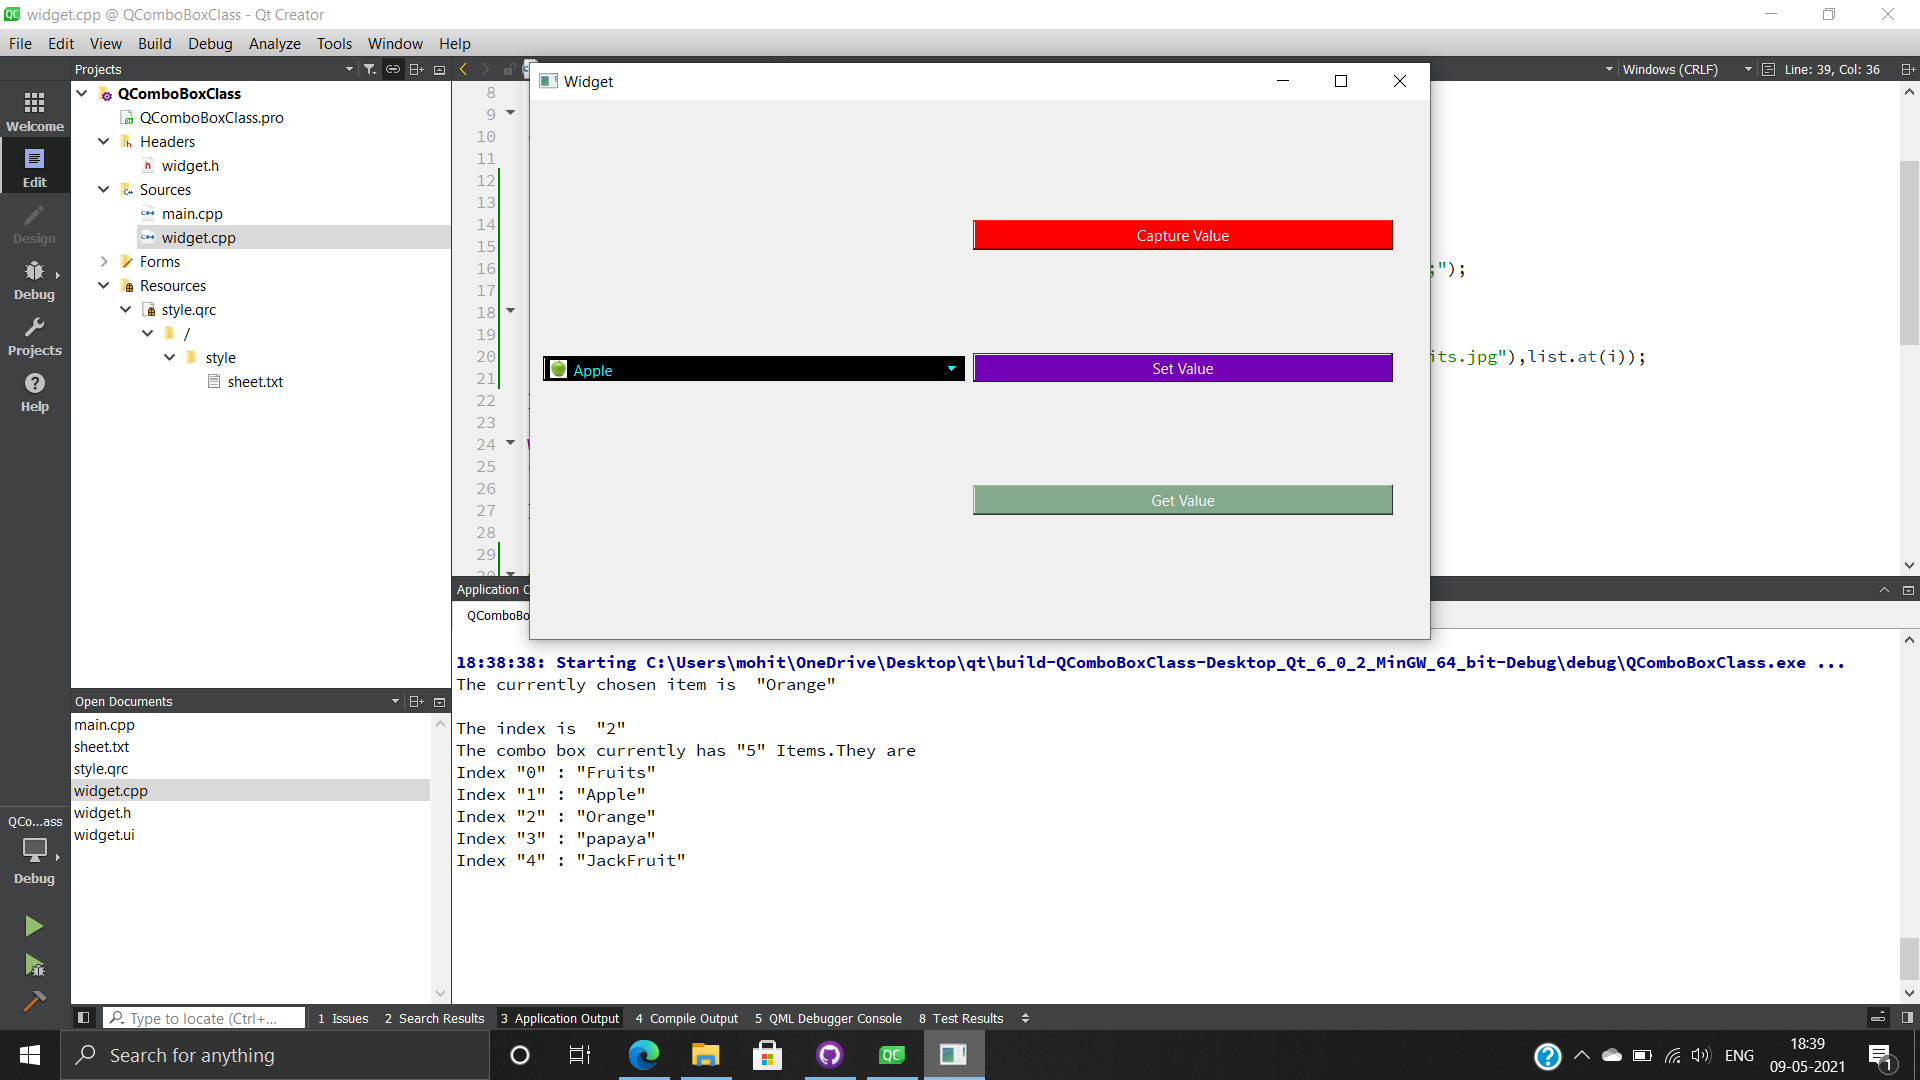 widget.cpp @ QComboBoxClass - Qt Creator
File Edit View Build Debug Analyze Tools Window Help
Projects
Windows (CRLF)
Line: 39, Col: 36
Welcome
Edit
Design
Debug
Projects
Help
QComboBoxClass
QComboBoxClass.pro
Headers
widget.h
Sources
main.cpp
widget.cpp
Forms
Resources
style.qrc
/
style
sheet.txt
8
9
10
11
12
13
14
15
16
17
18
19
20
21
22
23
24
25
26
27
28
29
;");
its.jpg"),list.at(i));
Widget
Capture Value
Apple
Set Value
Get Value
Application
QComboBo
18:38:38: Starting C:\Users\mohit\OneDrive\Desktop\qt\build-QComboBoxClass-Desktop_Qt_6_0_2_MinGW_64_bit-Debug\debug\QComboBoxClass.exe ...
The currently chosen item is  "Orange"
The index is  "2"
The combo box currently has "5" Items.They are
Index "0" : "Fruits"
Index "1" : "Apple"
Index "2" : "Orange"
Index "3" : "papaya"
Index "4" : "JackFruit"
Open Documents
main.cpp
sheet.txt
style.qrc
widget.cpp
widget.h
widget.ui
QCo...ass
Debug
Type to locate (Ctrl+...
1 Issues 2 Search Results 3 Application Output 4 Compile Output 5 QML Debugger Console 8 Test Results
Search for anything
ENG
18:39
09-05-2021
1